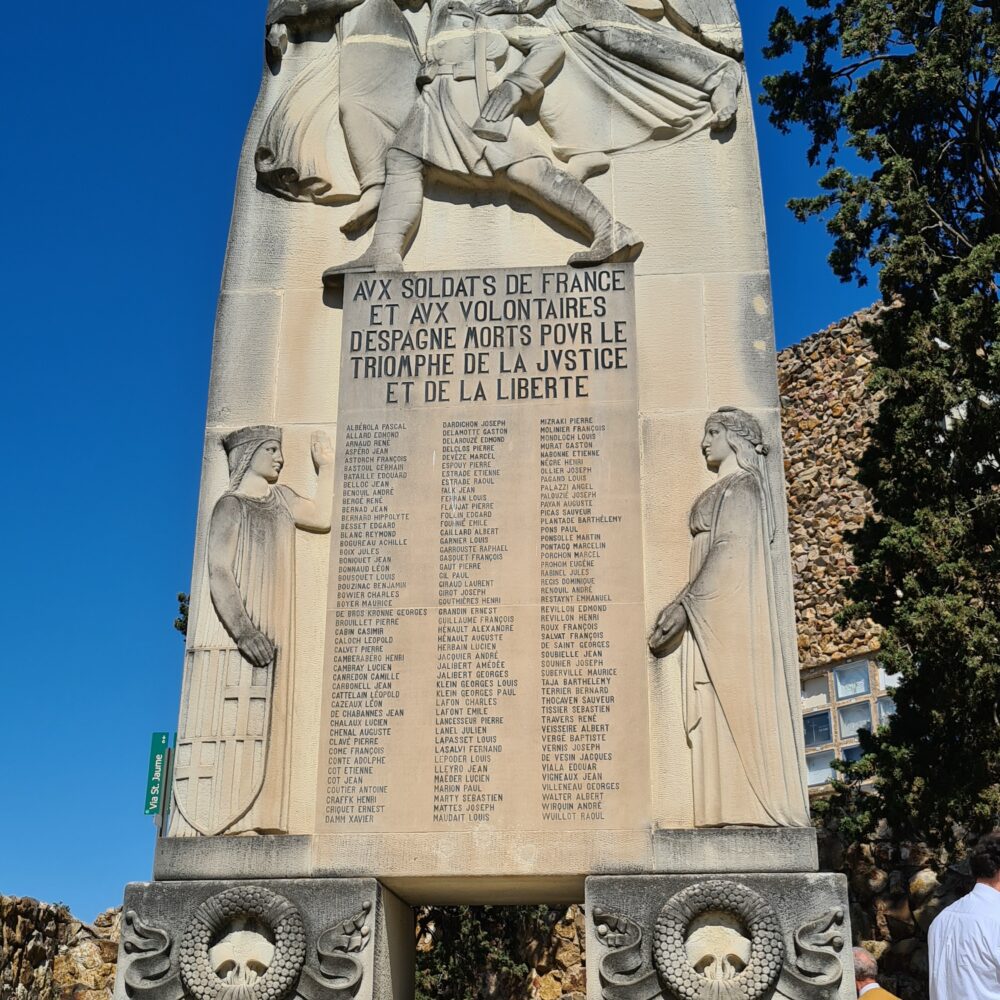 AVX SOLDATS DE FRANCE
ET AVX VOLONTAIRES
D'ESPAGNE MORTS POVR LE
TRIOMPHE DE LA JVSTICE
ET DE LA LIBERTE
ALBÉROLA PASCAL
ALLARD EDMOND
ARNAUD RENÉ
ASPÉRO JEAN
ASTORCH FRANÇOIS
BASTOUL GERMAIN
BATAILLE EDOUARD
BELLOC JEAN
BENOUIL ANDRÉ
BERGÉ RENÉ
BERNAD JEAN
BERNARD HIPPOLYTE
BESSET EDGARD
BLANC REYMOND
BOGUREAU ACHILLE
BOIX JULES
BONIQUET JEAN
BONNAUD LÉON
BOUSQUET LOUIS
BOUZINAC BENJAMIN
BOWIER CHARLES
BOYER MAURICE
DE BROS KRONNE GEORGES
BROUILLET PIERRE
CABIN CASIMIR
CALOCH LEOPOLD
CALVET PIERRE
CAMBERABERO HENRI
CAMBRAY LUCIEN
CANREDON CAMILLE
CARBONELL JEAN
CATTELAIN LÉOPOLD
CAZEAUX LÉON
DE CHABANNES JEAN
CHALAUX LUCIEN
CHENAL AUGUSTE
CLAVÉ PIERRE
COME FRANÇOIS
CONTE ADOLPHE
COT ETIENNE
COT JEAN
COUTIER ANTOINE
CRAFFK HENRI
CRIQUET ERNEST
DAMM XAVIER
DARDICHON JOSEPH
DELAMOTTE GASTON
DELAROUZÉ EDMOND
DELCLOS PIERRE
DEVÈZE MARCEL
ESPOUY PIERRE
ESTRADE ETIENNE
ESTRADE RAOUL
FALK JEAN
FERRAN LOUIS
FLAUJAT PIERRE
FOLLIN EDGARD
FOURNIÉ EMILE
GAILLARD ALBERT
GARNIER LOUIS
GARROUSTE RAPHAEL
GASQUET FRANÇOIS
GAUT PIERRE
GIL PAUL
GIRAUD LAURENT
GIROT JOSEPH
GOUTHIÈRES HENRI
GRANDIN ERNEST
GUILLAUME FRANÇOIS
HÉNAULT ALEXANDRE
HÉNAULT AUGUSTE
HERBAIN LUCIEN
JACQUIER ANDRÉ
JALIBERT AMÉDÉE
JALIBERT GEORGES
KLEIN GEORGES LOUIS
KLEIN GEORGES PAUL
LAFON CHARLES
LAFONT EMILE
LANCESSEUR PIERRE
LANEL JULIEN
LAPASSET LOUIS
LASALVI FERNAND
LEPODER LOUIS
LLEYRO JEAN
MAEDER LUCIEN
MARION PAUL
MARTY SÉBASTIEN
MATTES JOSEPH
MAUDAIT LOUIS
MIZRAKI PIERRE
MOLINIER FRANÇOIS
MONOLOCH LOUIS
MURAT GASTON
NABONNE ETIENNE
NÈGRE HENRI
OLLIER JOSEPH
PAGANO LOUIS
PALAZZI ANGEL
PALOUZIÉ JOSEPH
PAYAN AUGUSTE
PICAS SAUVEUR
PLANTADE BARTHÉLEMY
PONS PAUL
PONSOLLE MARTIN
PONTACQ MARCELIN
PORCHON MARCEL
PROHOM EUGÈNE
RABINEL JULES
REGIS DOMINIQUE
RENOUIL ANDRÉ
RESTAYNT EMMANUEL
REVILLON EDMOND
REVILLON HENRI
ROUX FRANÇOIS
SALVAT FRANÇOIS
DE SAINT GEORGES
SOUBIELLE JEAN
SOUNIER JOSEPH
SUBERVILLE MAURICE
TAJA BARTHELEMY
TERRIER BERNARD
THOCAVEN SAUVEUR
TISSIER SEBASTIEN
TRAVERS RENÉ
VEISSEIRE ALBERT
VERGÉ BAPTISTE
VERNIS JOSEPH
DE VESIN JACQUES
VIALA EDOUAR
VIGNEAUX JEAN
VILLENEAU GEORGES
WALTER ALBERT
WIRQUIN ANDRÉ
WUILLOT RAOUL
Via St. Jaume